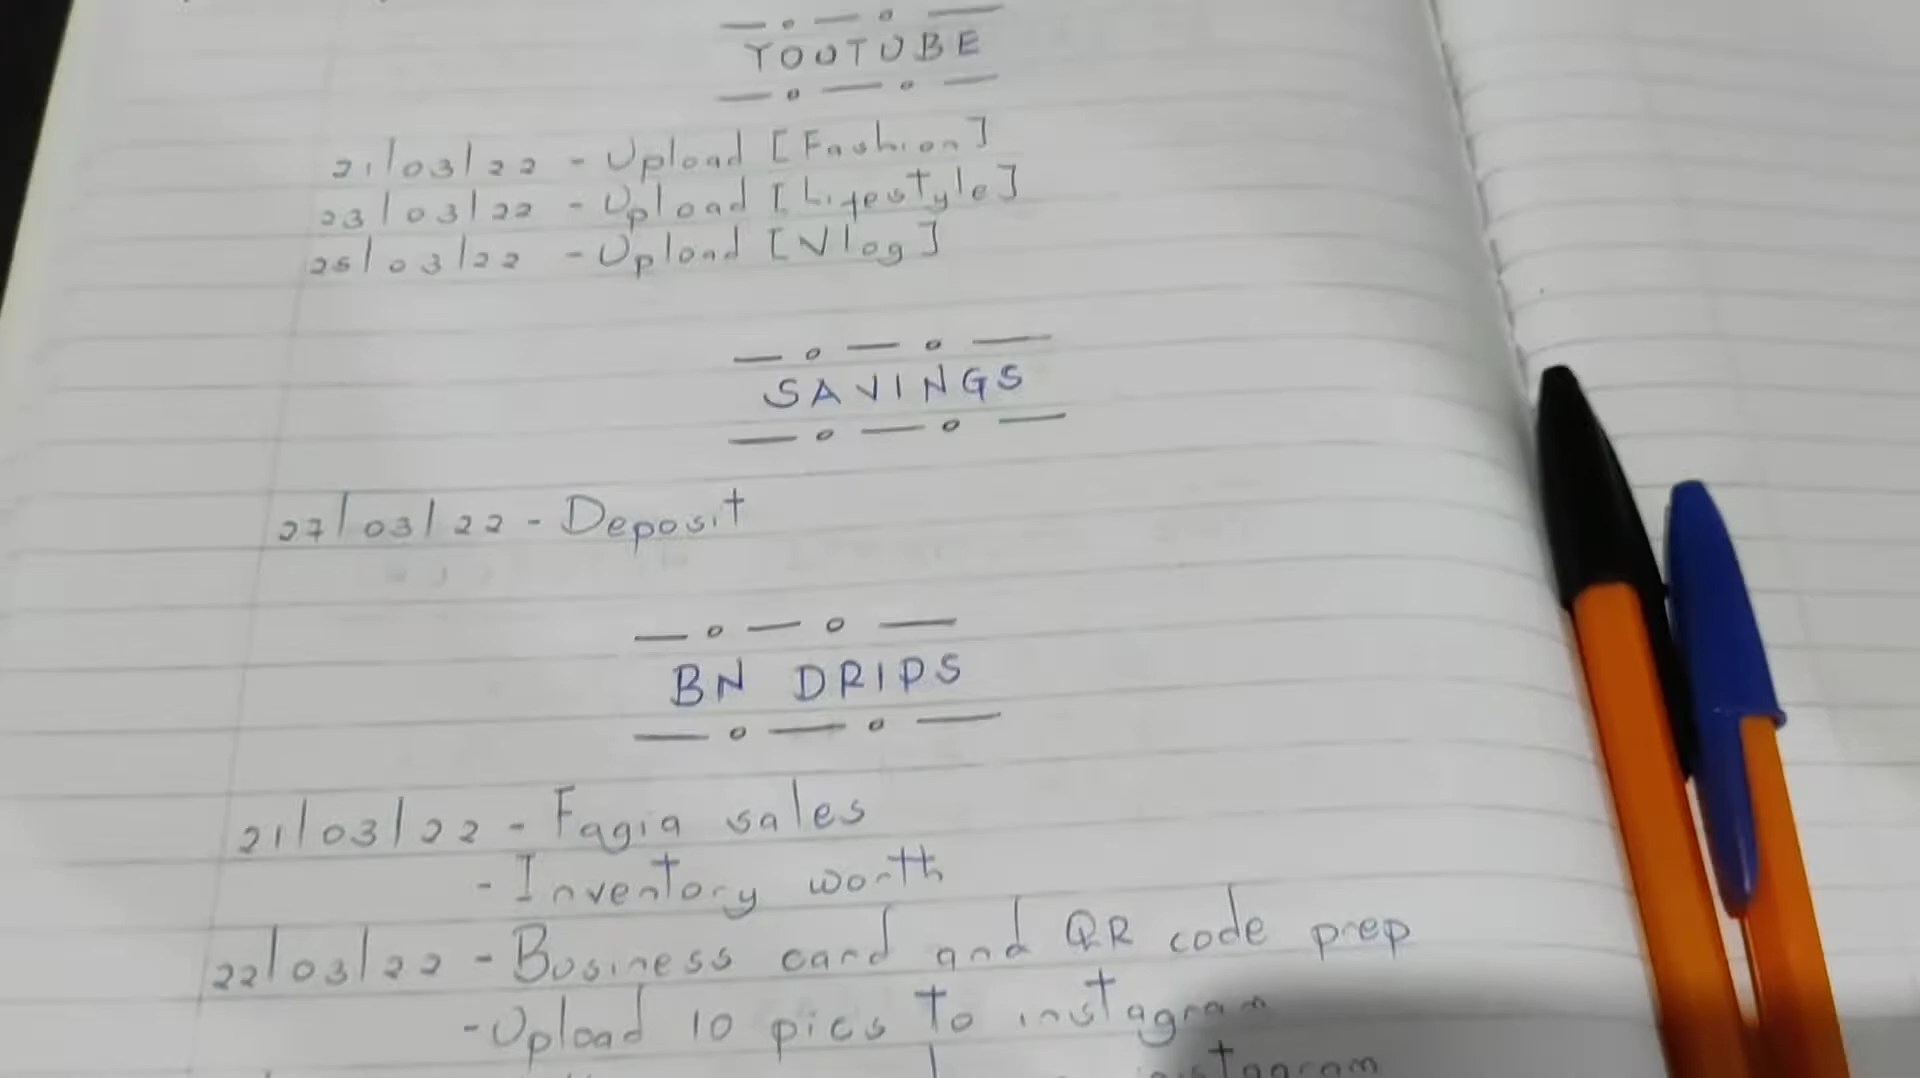 YOUTUBE
21/03/22 - Upload [Fashion]
23/03/22 - Upload [Lifestyle]
25/03/22 - Upload [Vlog]
SAVINGS
27/03/22 - Deposit
BN DRIPS
21/03/22 - Fagia sales
- Inventory worth
22/03/22 - Business card and QR code prep
- Upload 10 pics to instagram
instagram